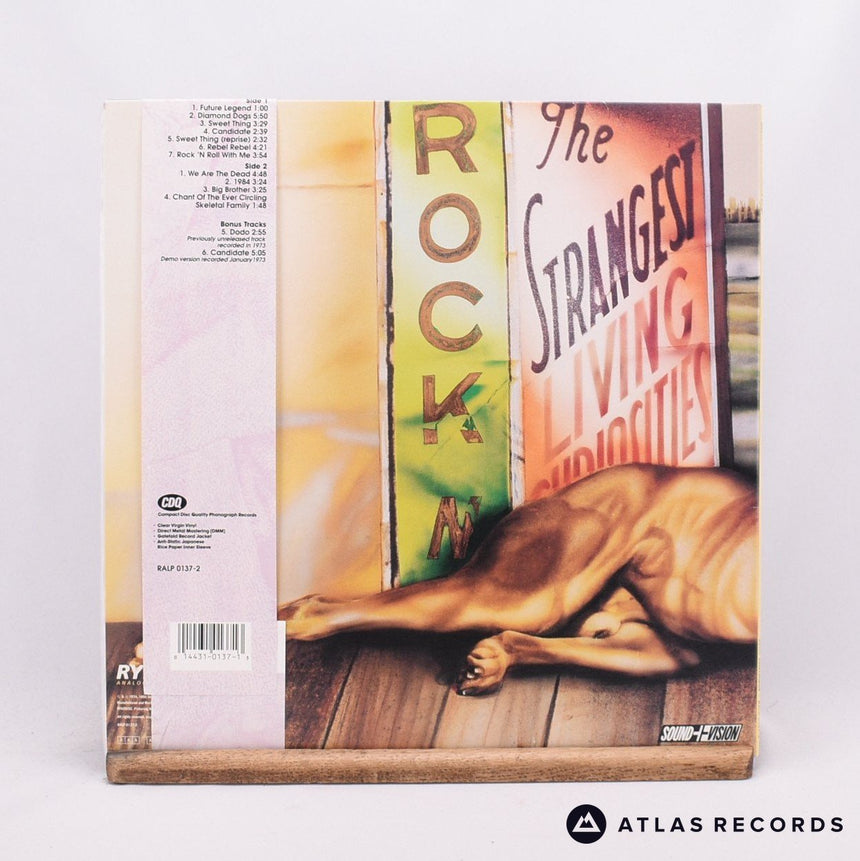 Side 1
1. Future Legend 1:00
2. Diamond Dogs 5:50
3. Sweet Thing 3:29
4. Candidate 2:39
5. Sweet Thing (reprise) 2:32
6. Rebel Rebel 4:21
7. Rock 'N Roll With Me 3:54
Side 2
1. We Are The Dead 4:48
2. 1984 3:24
3. Big Brother 3:25
4. Chant Of The Ever Circling
Skeletal Family 1:48
Bonus Tracks
5. Dodo 2:55
Previously unreleased track
recorded in 1973
6. Candidate 5:05
Demo version recorded January 1973
CDQ
Compact Disc Quality Phonograph Records
· Clear Virgin Vinyl
· Direct Metal Mastering (DMM)
· Gatefold Record Jacket
· Anti-Static Japanese
Rice Paper Inner Sleeve
RALP 0137-2
14431-0137-1
RY
ANALO
ROCK N
The
STRANGEST
LIVING
CURIOSITIES
SOUND+VISION
ATLAS RECORDS